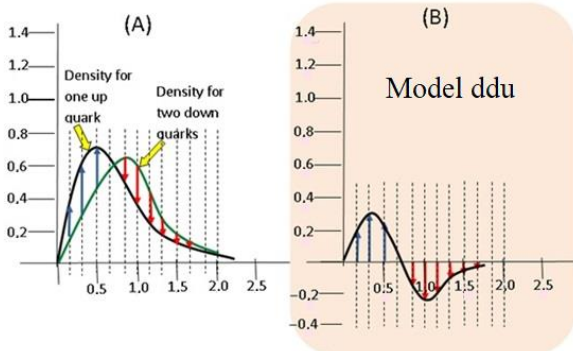 (A)
1.4
1.2
1.0
0.8
0.6
0.4
0.2
Density for
one up
quark
Density for
two down
quarks
0.5
1.0
1.5
2.0
2.5
(B)
Model ddu
1.4
1.2
1.0
0.8
0.6
0.4
0.2
-0,2
-0.4
0.5
1.0
1.5
2,0
2.5